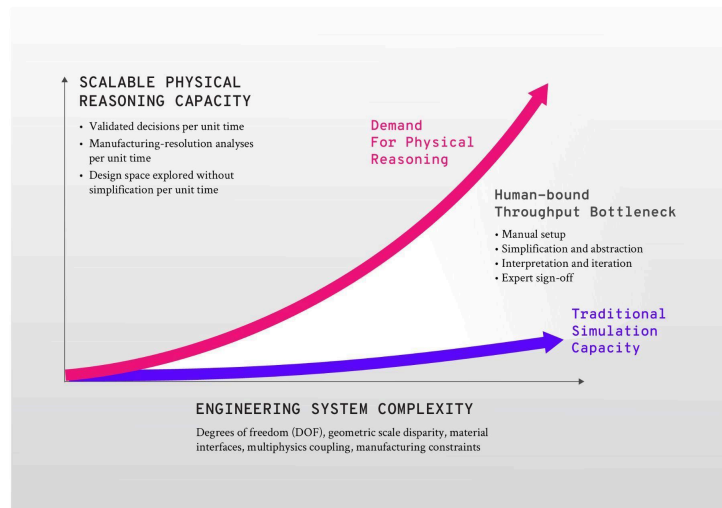 SCALABLE PHYSICAL
REASONING CAPACITY
• Validated decisions per unit time
• Manufacturing-resolution analyses
per unit time
• Design space explored without
simplification per unit time
Demand
For Physical
Reasoning
Human-bound
Throughput Bottleneck
• Manual setup
• Simplification and abstraction
• Interpretation and iteration
• Expert sign-off
Traditional
Simulation
Capacity
ENGINEERING SYSTEM COMPLEXITY
Degrees of freedom (DOF), geometric scale disparity, material
interfaces, multiphysics coupling, manufacturing constraints